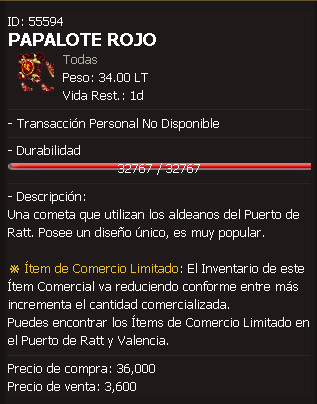 ID: 55594
PAPALOTE ROJO
Todas
Peso: 34.00 LT
Vida Rest.: 1d
- Transacción Personal No Disponible
- Durabilidad
32767 / 32767
- Descripción:
Una cometa que utilizan los aldeanos del Puerto de
Ratt. Posee un diseño único, es muy popular.
※ Ítem de Comercio Limitado: El Inventario de este
Ítem Comercial va reduciendo conforme entre más
incrementa el cantidad comercializada.
Puedes encontrar los Ítems de Comercio Limitado en
el Puerto de Ratt y Valencia.
Precio de compra: 36,000
Precio de venta: 3,600